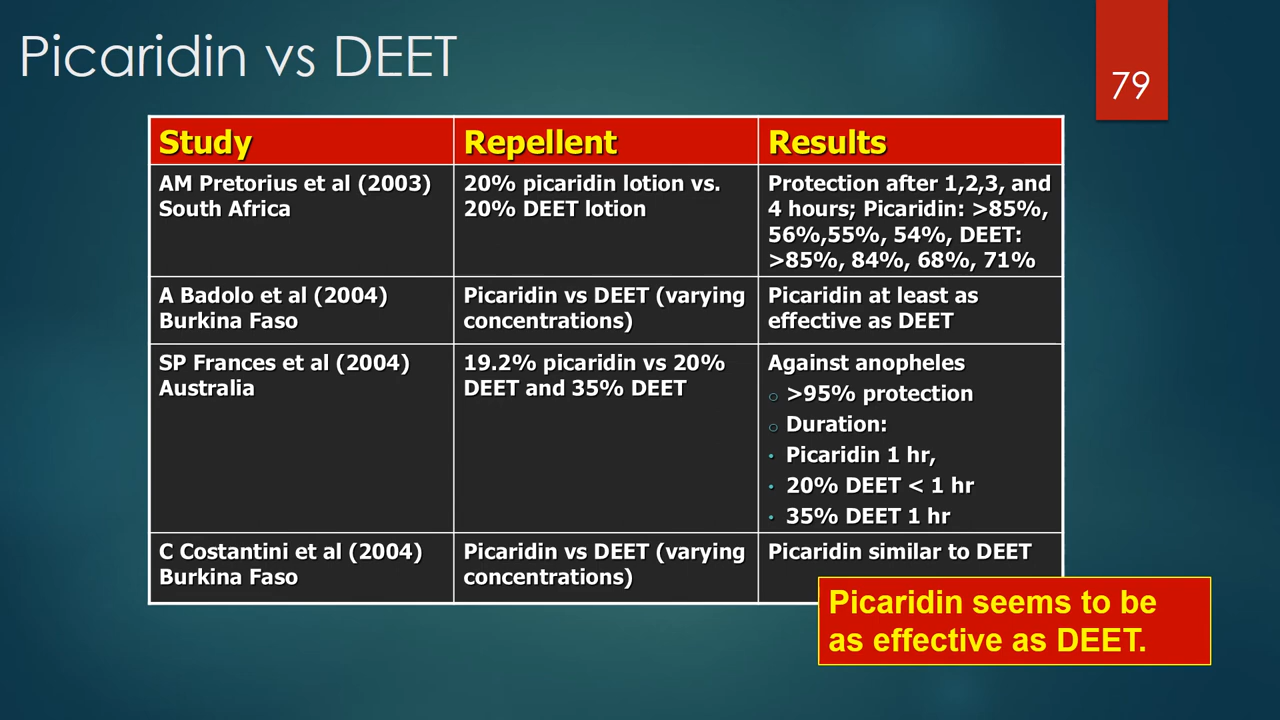 Picaridin vs DEET
79
Study
Repellent
Results
AM Pretorius et al (2003)
South Africa
20% picaridin lotion vs.
20% DEET lotion
Protection after 1,2,3, and
4 hours; Picaridin: >85%,
56%,55%, 54%, DEET:
>85%, 84%, 68%, 71%
A Badolo et al (2004)
Burkina Faso
Picaridin vs DEET (varying
concentrations)
Picaridin at least as
effective as DEET
SP Frances et al (2004)
Australia
19.2% picaridin vs 20%
DEET and 35% DEET
Against anopheles
>95% protection
Duration:
Picaridin 1 hr,
20% DEET < 1 hr
35% DEET 1 hr
C Costantini et al (2004)
Burkina Faso
Picaridin vs DEET (varying
concentrations)
Picaridin similar to DEET
Picaridin seems to be
as effective as DEET.